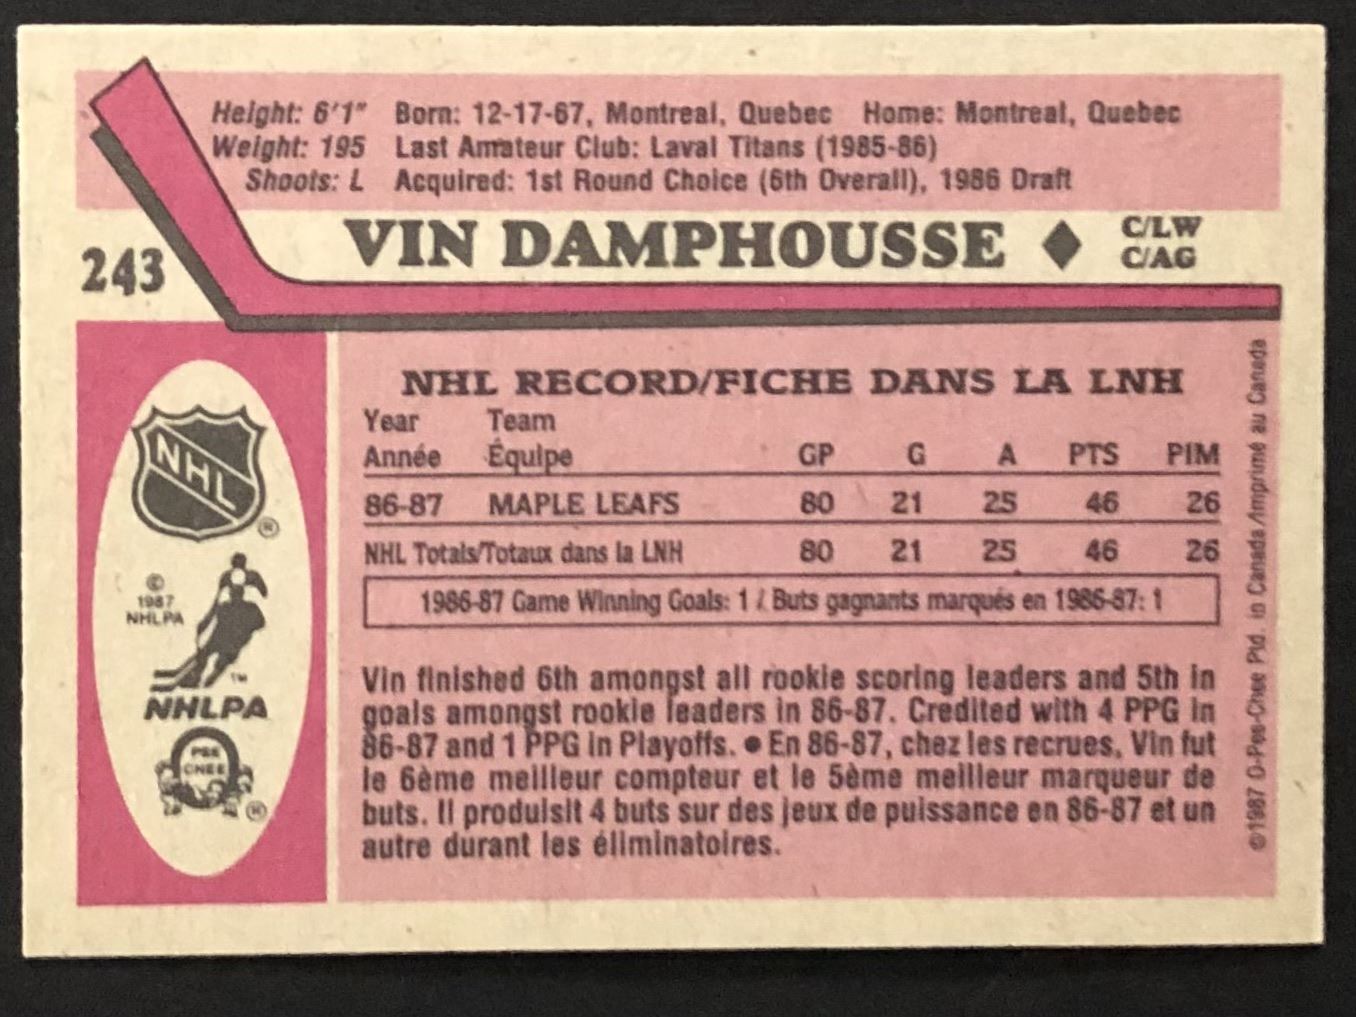 Height: 6'1" Born: 12-17-67, Montreal, Quebec Home: Montreal, Quebec
Weight: 195 Last Amateur Club: Laval Titans (1985-86)
Shoots: L Acquired: 1st Round Choice (6th Overall), 1986 Draft
243 VIN DAMPHOUSSE ♦ C/LW
C/AG
NHL RECORD/FICHE DANS LA LNH
Year Team
Année Équipe GP G A PTS PIM
86-87 MAPLE LEAFS 80 21 25 46 26
NHL Totals/Totaux dans la LNH 80 21 25 46 26
1986-87 Game Winning Goals: 1 / Buts gagnants marqués en 1986-87: 1
Vin finished 6th amongst all rookie scoring leaders and 5th in
goals amongst rookie leaders in 86-87. Credited with 4 PPG in
86-87 and 1 PPG in Playoffs. ● En 86-87, chez les recrues, Vin fut
le 6ème meilleur compteur et le 5ème meilleur marqueur de
buts. Il produisit 4 buts sur des jeux de puissance en 86-87 et un
autre durant les éliminatoires.
NHL
®
©
1987
NHLPA
TM
NHLPA
PEE
CHEE
®
©1987 O-Pee-Chee Ptd. in Canada/Imprimé au Canada